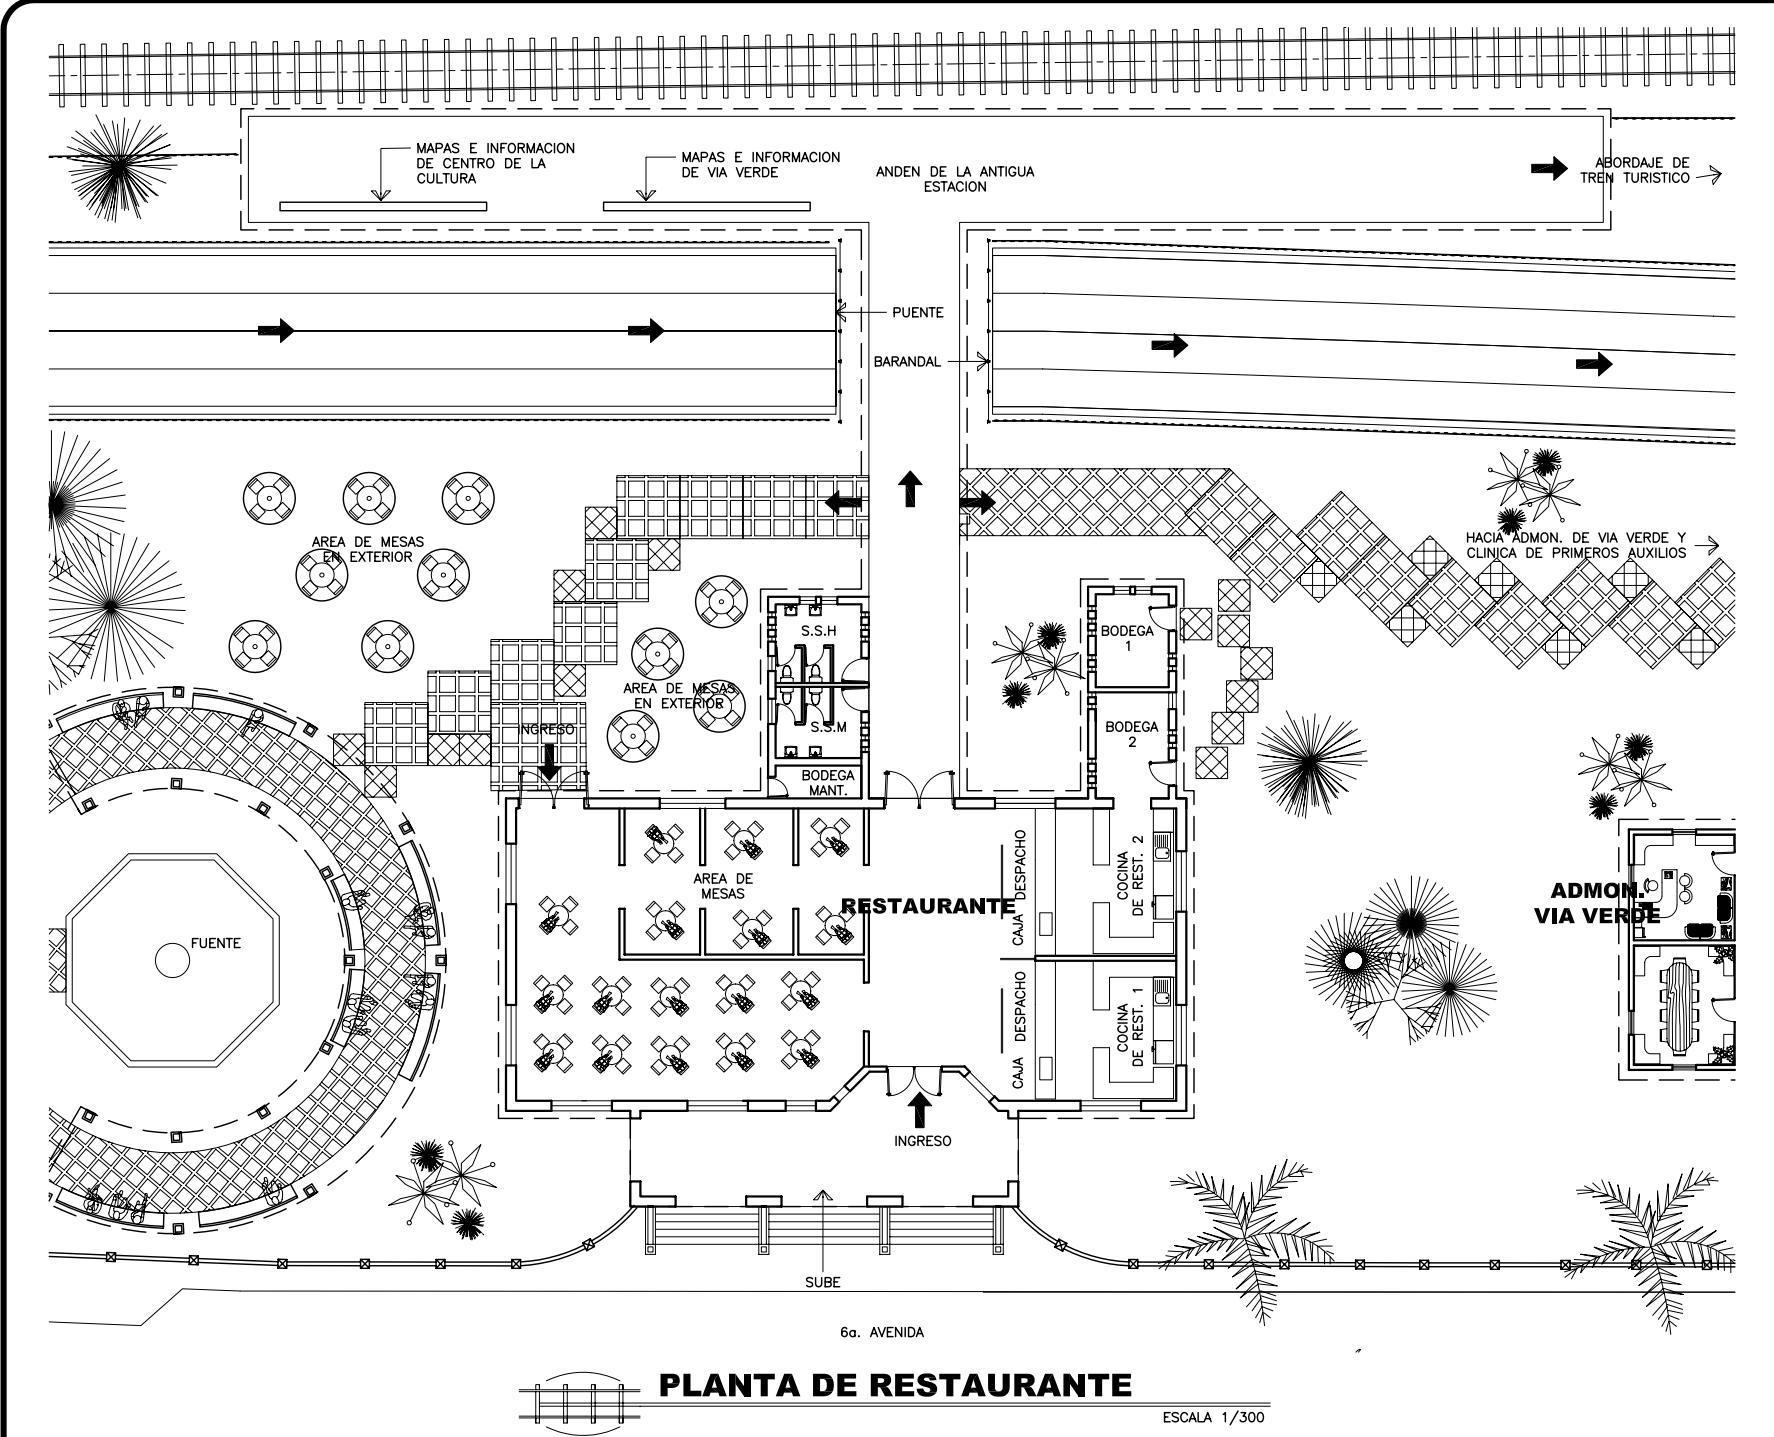 MAPAS E INFORMACION
DE CENTRO DE LA
CULTURA
MAPAS E INFORMACION
DE VIA VERDE
ANDEN DE LA ANTIGUA
ESTACION
ABORDAJE DE
TREN TURISTICO
PUENTE
BARANDAL
AREA DE MESAS
EN EXTERIOR
HACIA ADMON. DE VIA VERDE Y
CLINICA DE PRIMEROS AUXILIOS
S.S.H
BODEGA
1
AREA DE MESAS
EN EXTERIOR
INGRESO
S.S.M
BODEGA
2
BODEGA
MANT.
AREA DE
MESAS
RESTAURANTE
CAJA DESPACHO
COCINA
DE REST. 2
ADMON.
VIA VERDE
FUENTE
CAJA DESPACHO
COCINA
DE REST. 1
INGRESO
SUBE
6a. AVENIDA
PLANTA DE RESTAURANTE
ESCALA 1/300